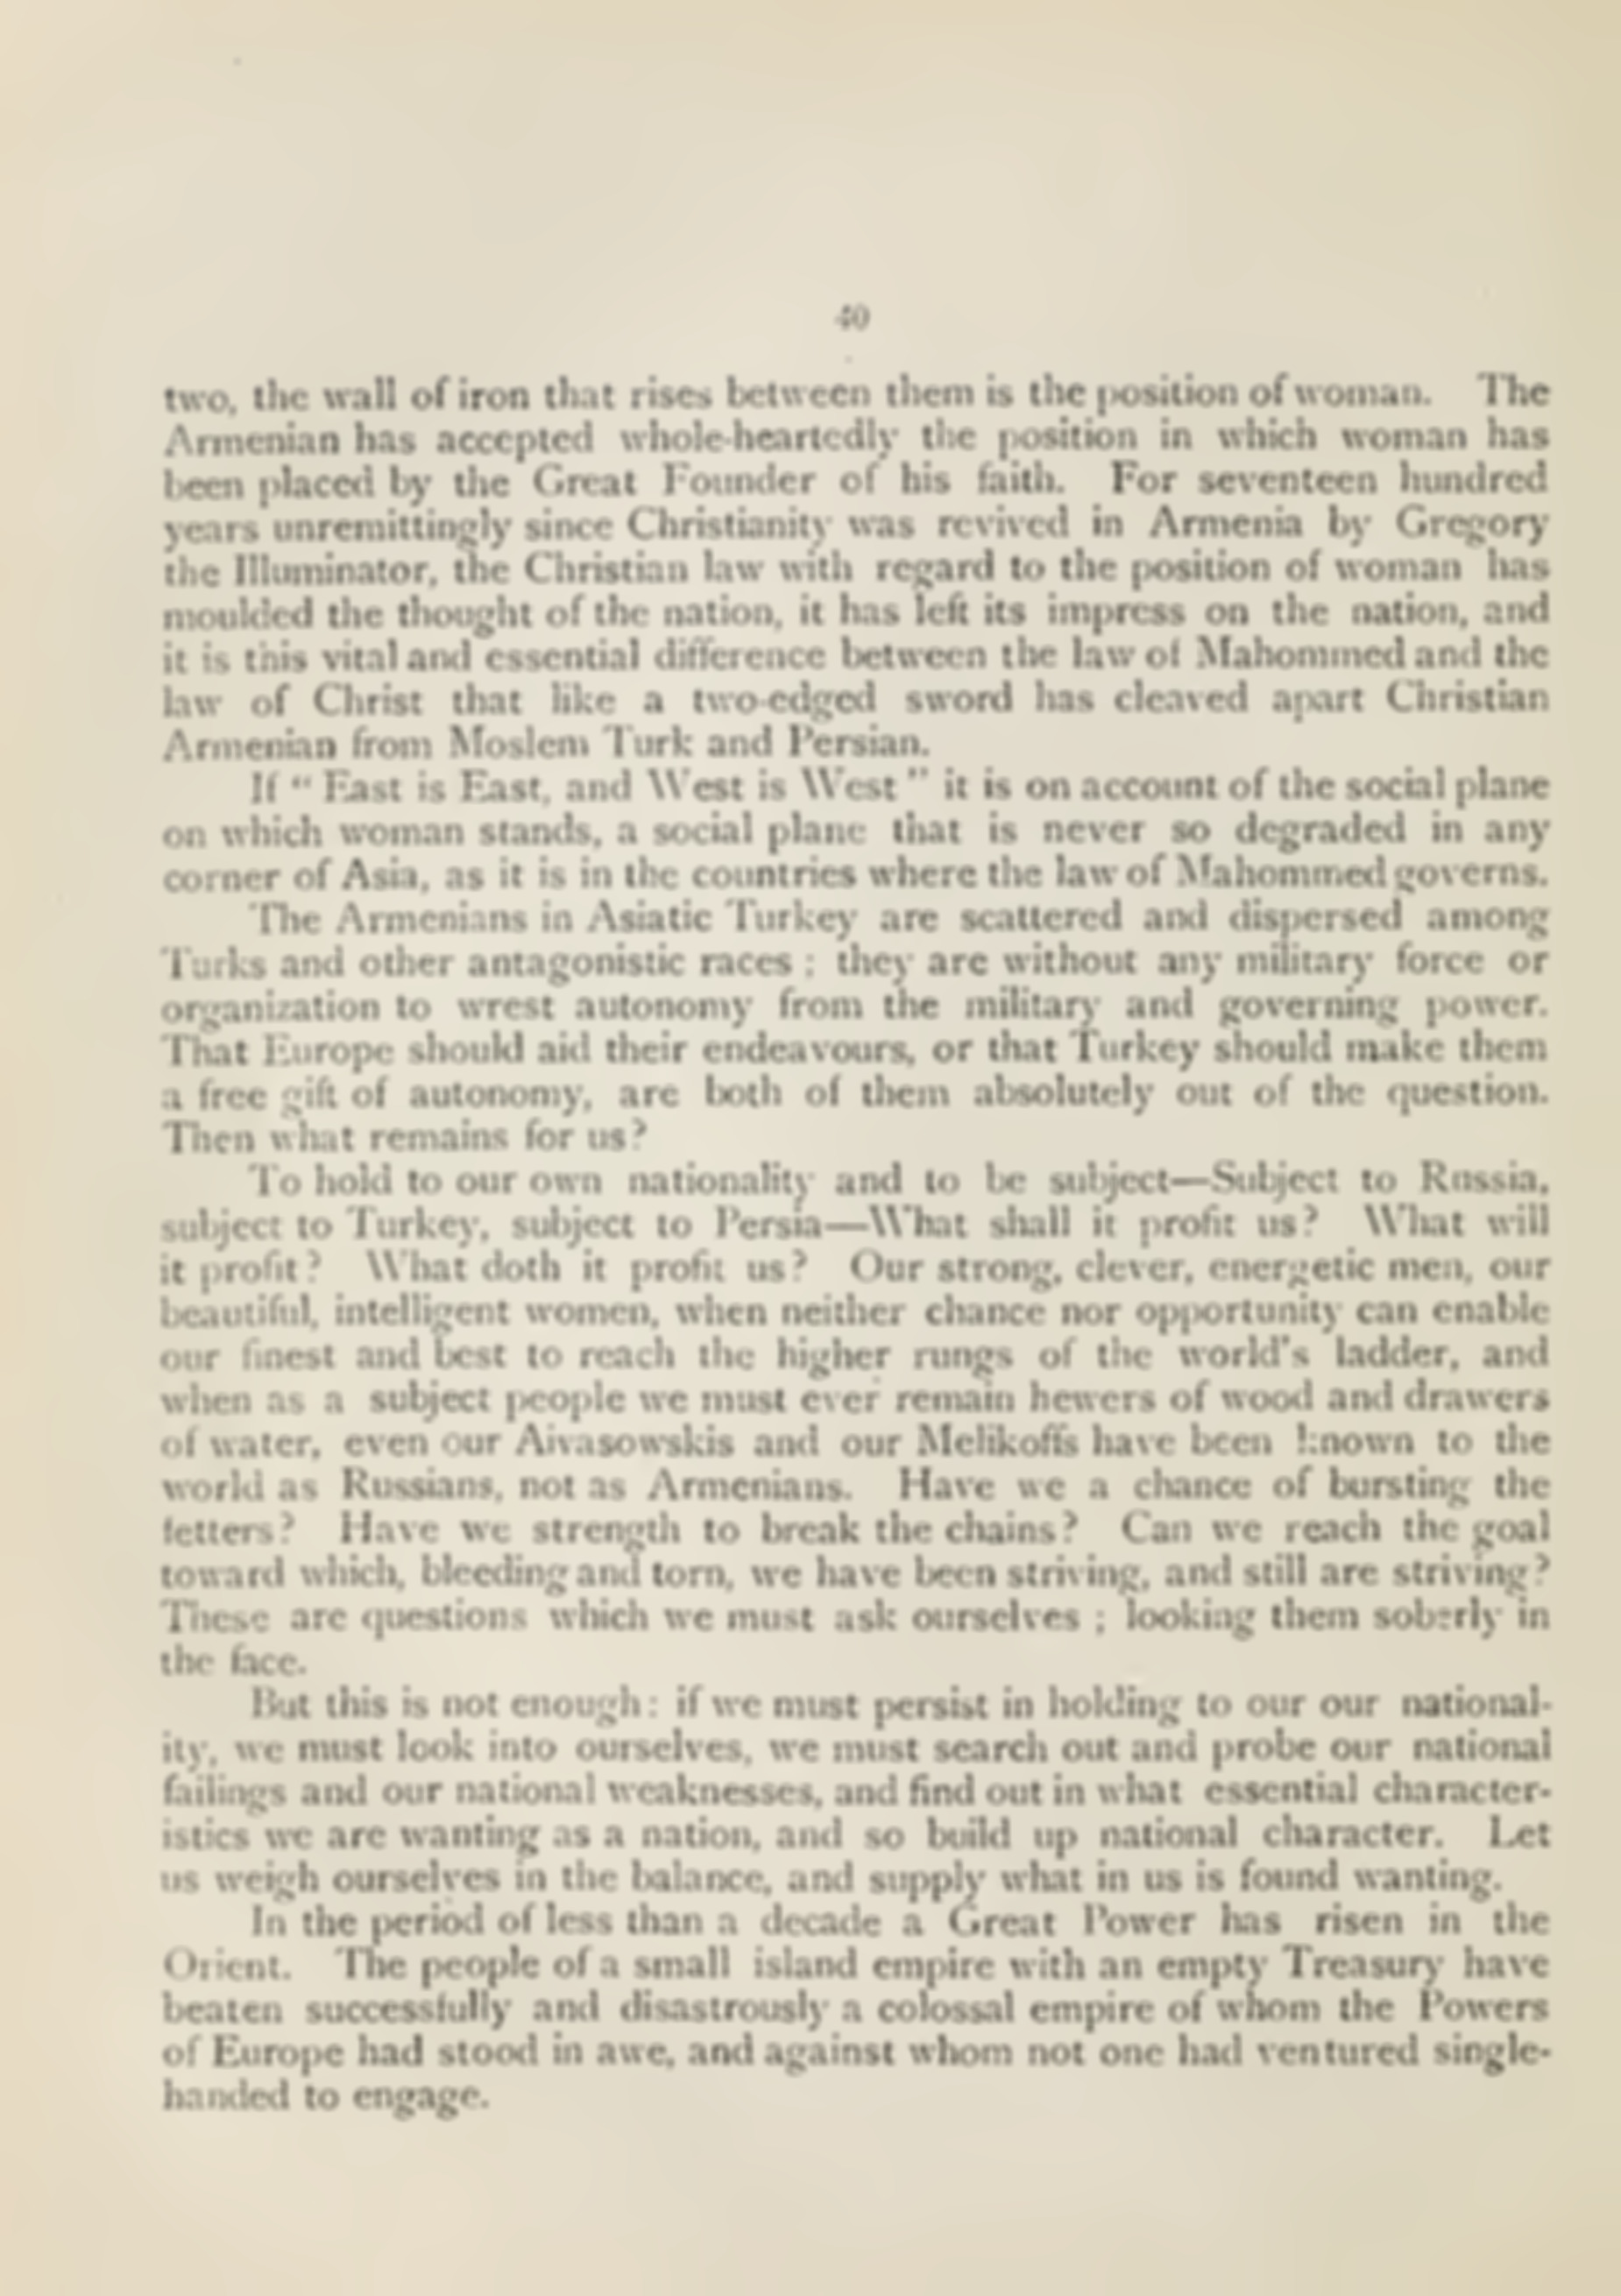 40
two, the wall of iron that rises between them is the position of woman. The
Armenian has accepted whole-heartedly the position in which woman has
been placed by the Great Founder of his faith. For seventeen hundred
years unremittingly since Christianity was revived in Armenia by Gregory
the Illuminator, the Christian law with regard to the position of woman has
moulded the thought of the nation, it has left its impress on the nation, and
it is this vital and essential difference between the law of Mahommed and the
law of Christ that like a two-edged sword has cleaved apart Christian
Armenian from Moslem Turk and Persian.
If “ East is East, and West is West ” it is on account of the social plane
on which woman stands, a social plane that is never so degraded in any
corner of Asia, as it is in the countries where the law of Mahommed governs.
The Armenians in Asiatic Turkey are scattered and dispersed among
Turks and other antagonistic races ; they are without any military force or
organization to wrest autonomy from the military and governing power.
That Europe should aid their endeavours, or that Turkey should make them
a free gift of autonomy, are both of them absolutely out of the question.
Then what remains for us?
To hold to our own nationality and to be subject—Subject to Russia,
subject to Turkey, subject to Persia—What shall it profit us? What will
it profit? What doth it profit us? Our strong, clever, energetic men, our
beautiful, intelligent women, when neither chance nor opportunity can enable
our finest and best to reach the higher rungs of the world's ladder, and
when as a subject people we must ever remain hewers of wood and drawers
of water, even our Aivasowskis and our Melikoffs have been known to the
world as Russians, not as Armenians. Have we a chance of bursting the
fetters? Have we strength to break the chains? Can we reach the goal
toward which, bleeding and torn, we have been striving, and still are striving?
These are questions which we must ask ourselves ; looking them soberly in
the face.
But this is not enough: if we must persist in holding to our our national-
ity, we must look into ourselves, we must search out and probe our national
failings and our national weaknesses, and find out in what essential character-
istics we are wanting as a nation, and so build up national character. Let
us weigh ourselves in the balance, and supply what in us is found wanting.
In the period of less than a decade a Great Power has risen in the
Orient. The people of a small island empire with an empty Treasury have
beaten successfully and disastrously a colossal empire of whom the Powers
of Europe had stood in awe, and against whom not one had ventured single-
handed to engage.